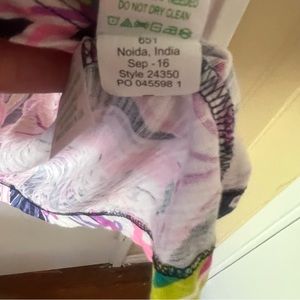 DO NOT DRY CLEAN
651
Noida, India
Sep -16
Style 24350
PO 045598 1